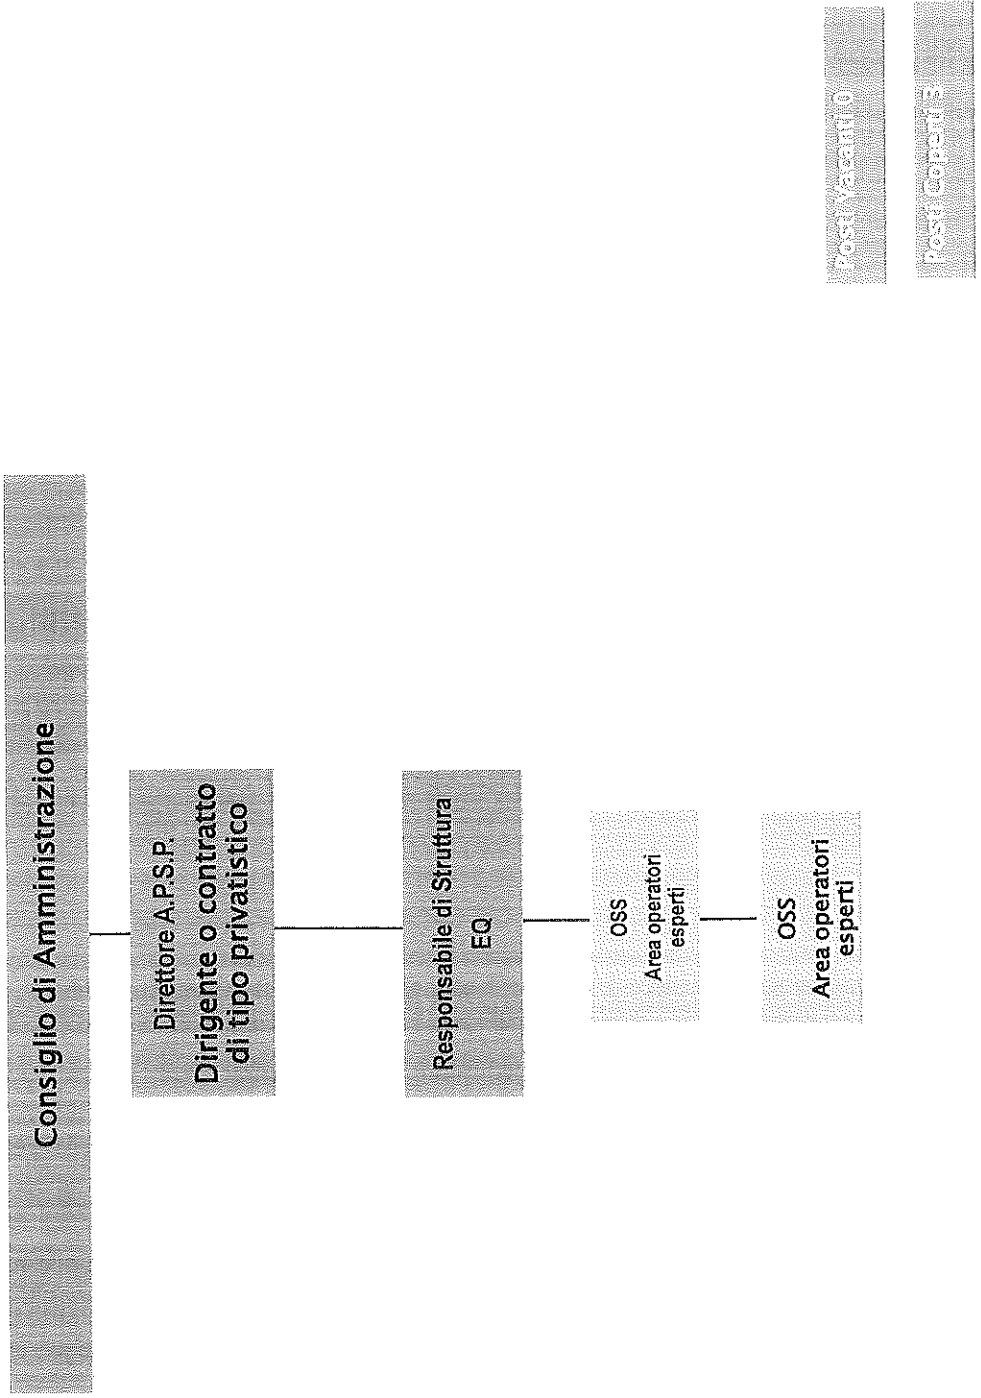 Consiglio di Amministrazione
Direttore A.P.S.P.
Dirigente o contratto
di tipo privatistico
Responsabile di Struttura
EQ
OSS
Area operatori
esperti
OSS
Area operatori
esperti
Posti Vacanti 0
Posti Coperti 3